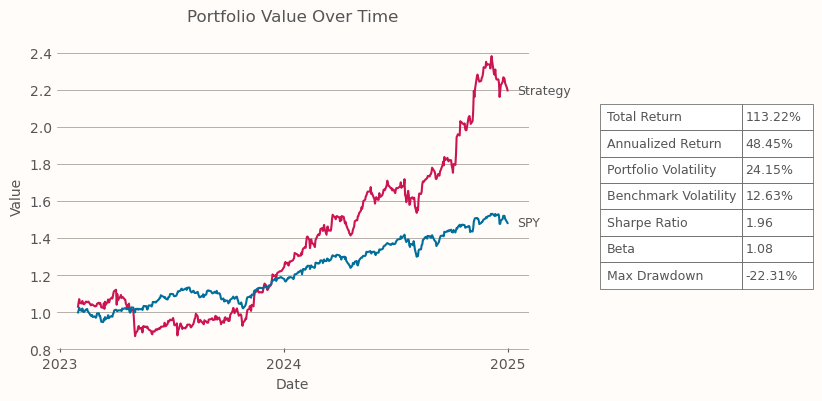 Portfolio Value Over Time
2.4
2.2
2.0
1.8
1.6
1.4
1.2
1.0
0.8
Value
2023
2024
2025
Date
Strategy
SPY
Total Return 113.22%
Annualized Return 48.45%
Portfolio Volatility 24.15%
Benchmark Volatility 12.63%
Sharpe Ratio 1.96
Beta 1.08
Max Drawdown -22.31%